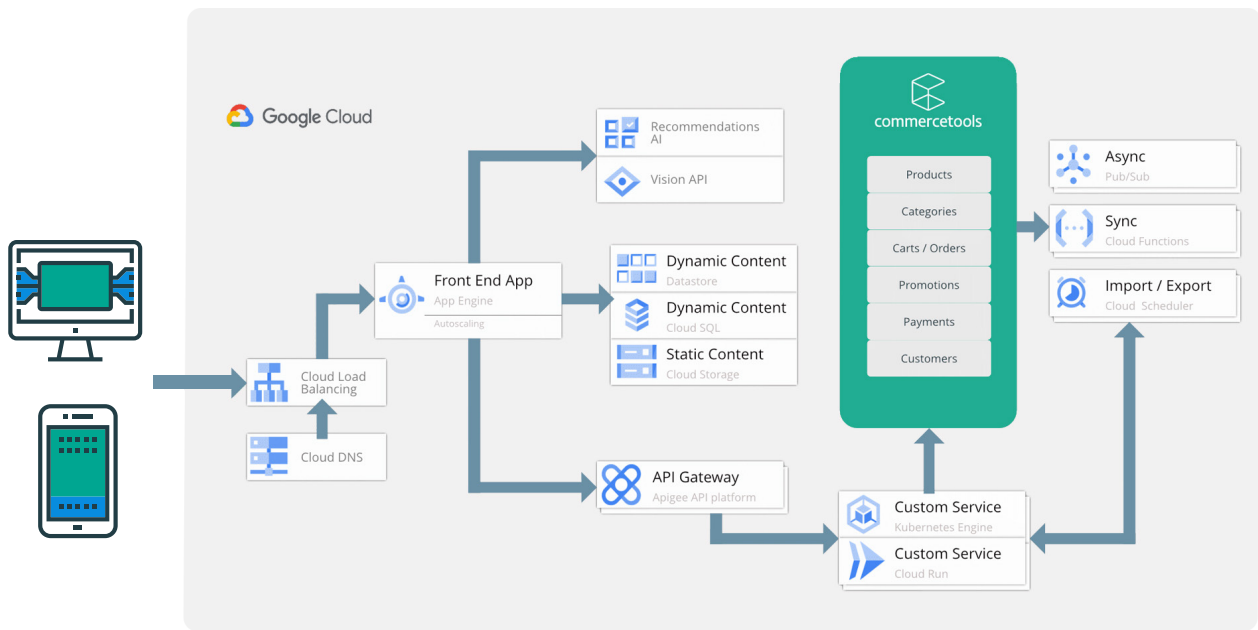 Google Cloud
Recommendations
AI
Vision API
Front End App
App Engine
Autoscaling
Dynamic Content
Datastore
Dynamic Content
Cloud SQL
Static Content
Cloud Storage
Cloud Load
Balancing
Cloud DNS
API Gateway
Apigee API platform
commercetools
Products
Categories
Carts / Orders
Promotions
Payments
Customers
Async
Pub/Sub
Sync
Cloud Functions
Import / Export
Cloud Scheduler
Custom Service
Kubernetes Engine
Custom Service
Cloud Run